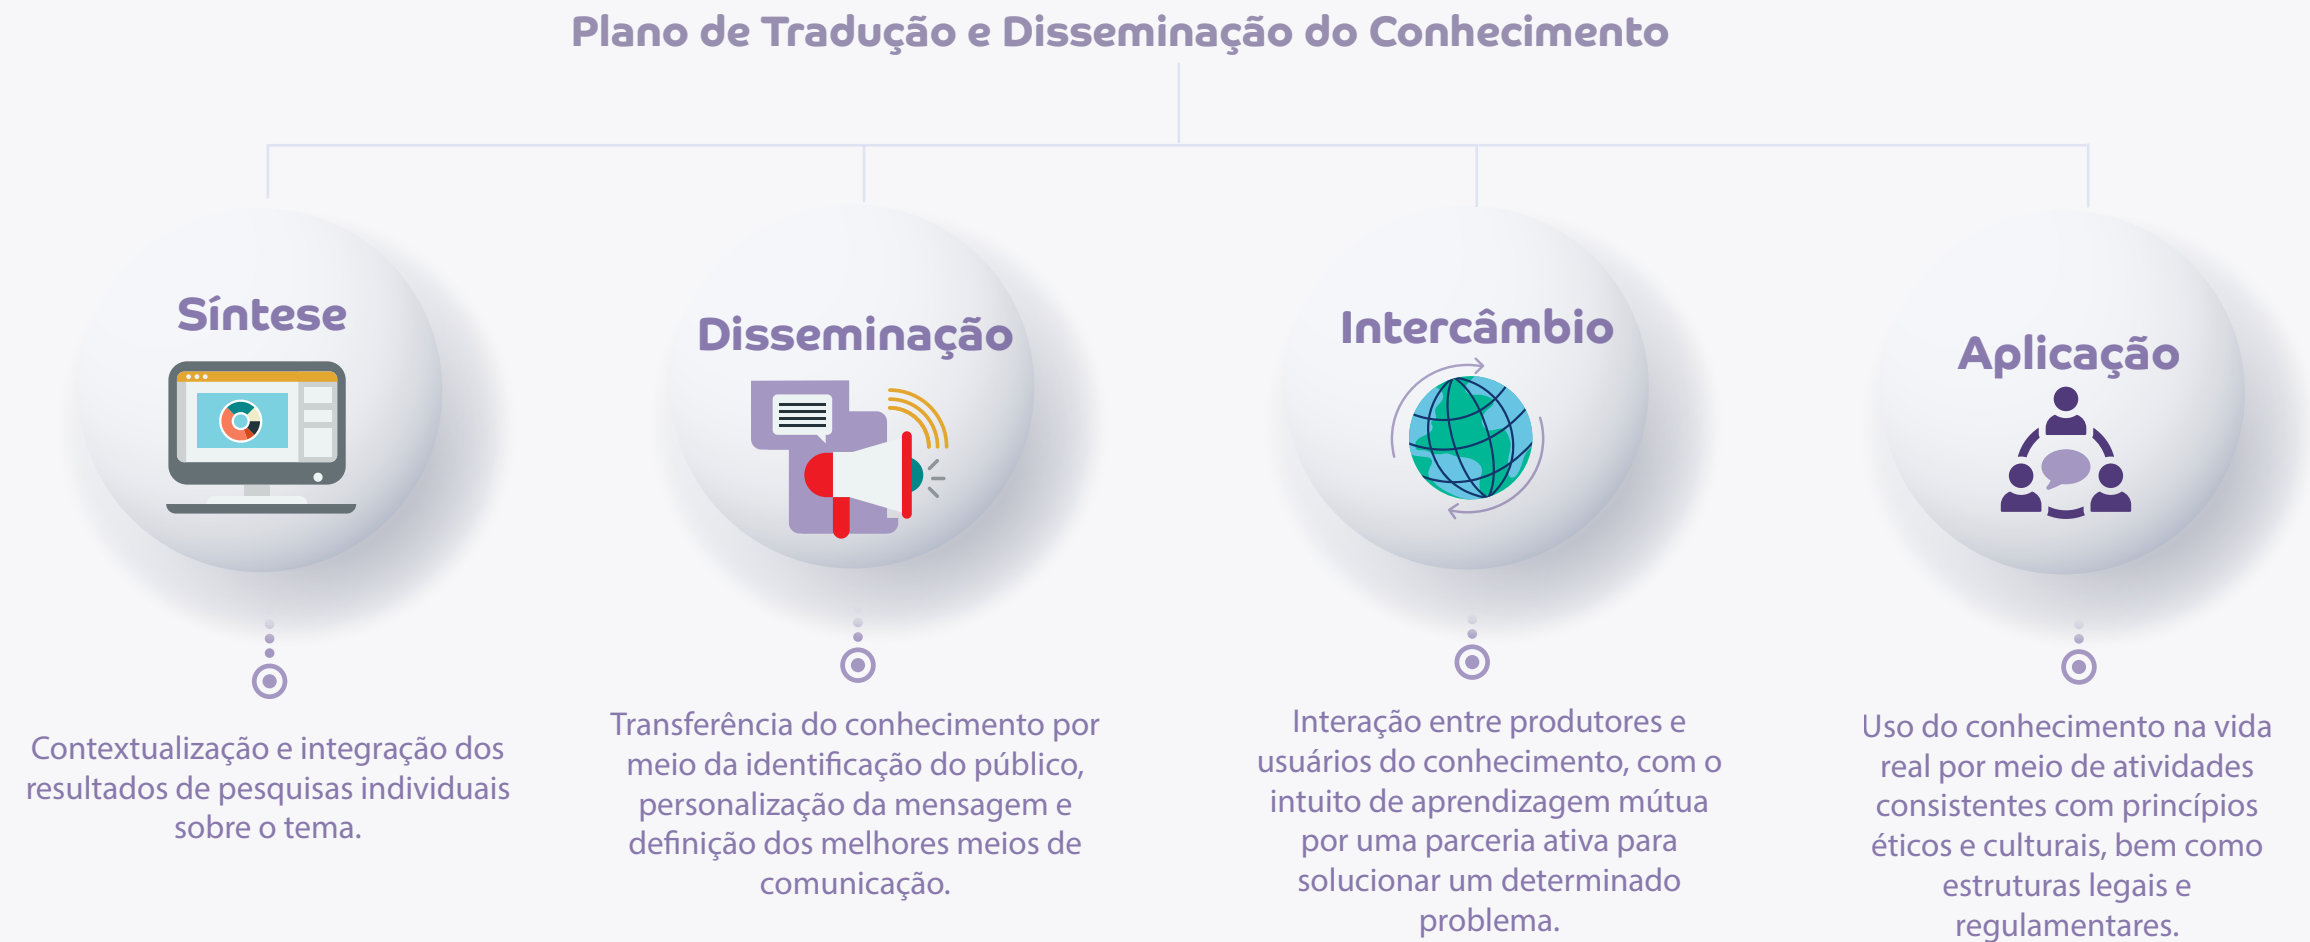 Plano de Tradução e Disseminação do Conhecimento
Síntese
Contextualização e integração dos
resultados de pesquisas individuais
sobre o tema.
Disseminação
Transferência do conhecimento por
meio da identificação do público,
personalização da mensagem e
definição dos melhores meios de
comunicação.
Intercâmbio
Interação entre produtores e
usuários do conhecimento, com o
intuito de aprendizagem mútua
por uma parceria ativa para
solucionar um determinado
problema.
Aplicação
Uso do conhecimento na vida
real por meio de atividades
consistentes com princípios
éticos e culturais, bem como
estruturas legais e
regulamentares.